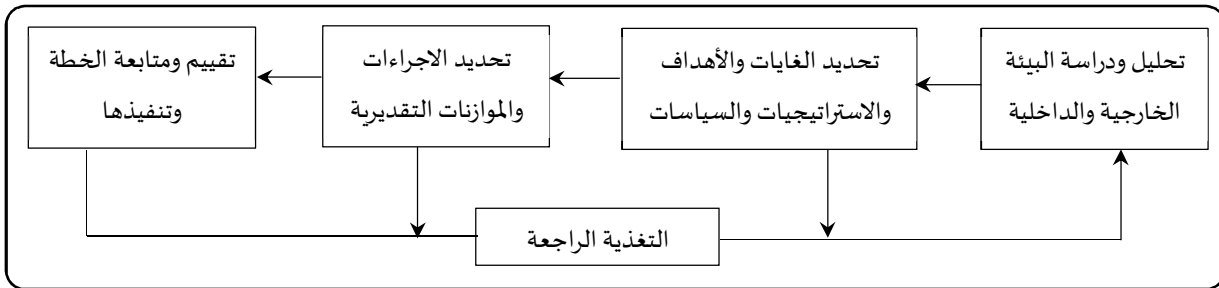 تحليل ودراسة البيئة
الخارجية والداخلية
تحديد الغايات والأهداف
والاستراتيجيات والسياسات
تحديد الاجراءات
والموازنات التقديرية
تقييم ومتابعة الخطة
وتنفيذها
التغذية الراجعة